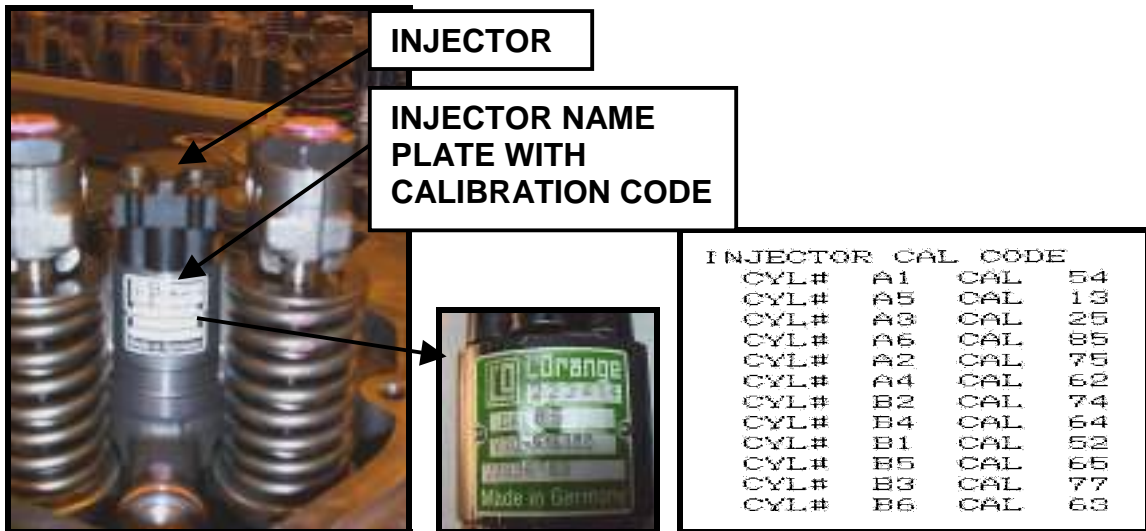 INJECTOR
INJECTOR NAME
PLATE WITH
CALIBRATION CODE
L'Orange
Made in Germany
INJECTOR CAL CODE
CYL# A1 CAL 54
CYL# A5 CAL 13
CYL# A3 CAL 25
CYL# A6 CAL 85
CYL# A2 CAL 75
CYL# A4 CAL 62
CYL# B2 CAL 74
CYL# B4 CAL 64
CYL# B1 CAL 52
CYL# B5 CAL 65
CYL# B3 CAL 77
CYL# B6 CAL 63